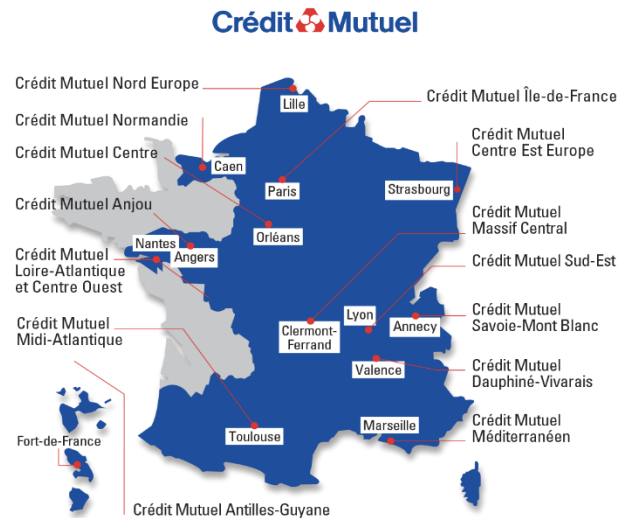 Crédit Mutuel
Crédit Mutuel Nord Europe
Lille
Crédit Mutuel Île-de-France
Crédit Mutuel Normandie
Crédit Mutuel
Centre Est Europe
Crédit Mutuel Centre
Caen
Paris
Strasbourg
Crédit Mutuel Anjou
Crédit Mutuel
Massif Central
Orléans
Nantes
Angers
Crédit Mutuel
Loire-Atlantique
et Centre Ouest
Crédit Mutuel Sud-Est
Crédit Mutuel
Savoie-Mont Blanc
Lyon
Annecy
Crédit Mutuel
Midi-Atlantique
Clermont-
Ferrand
Valence
Crédit Mutuel
Dauphiné-Vivarais
Crédit Mutuel
Méditerranéen
Marseille
Toulouse
Fort-de-France
Crédit Mutuel Antilles-Guyane